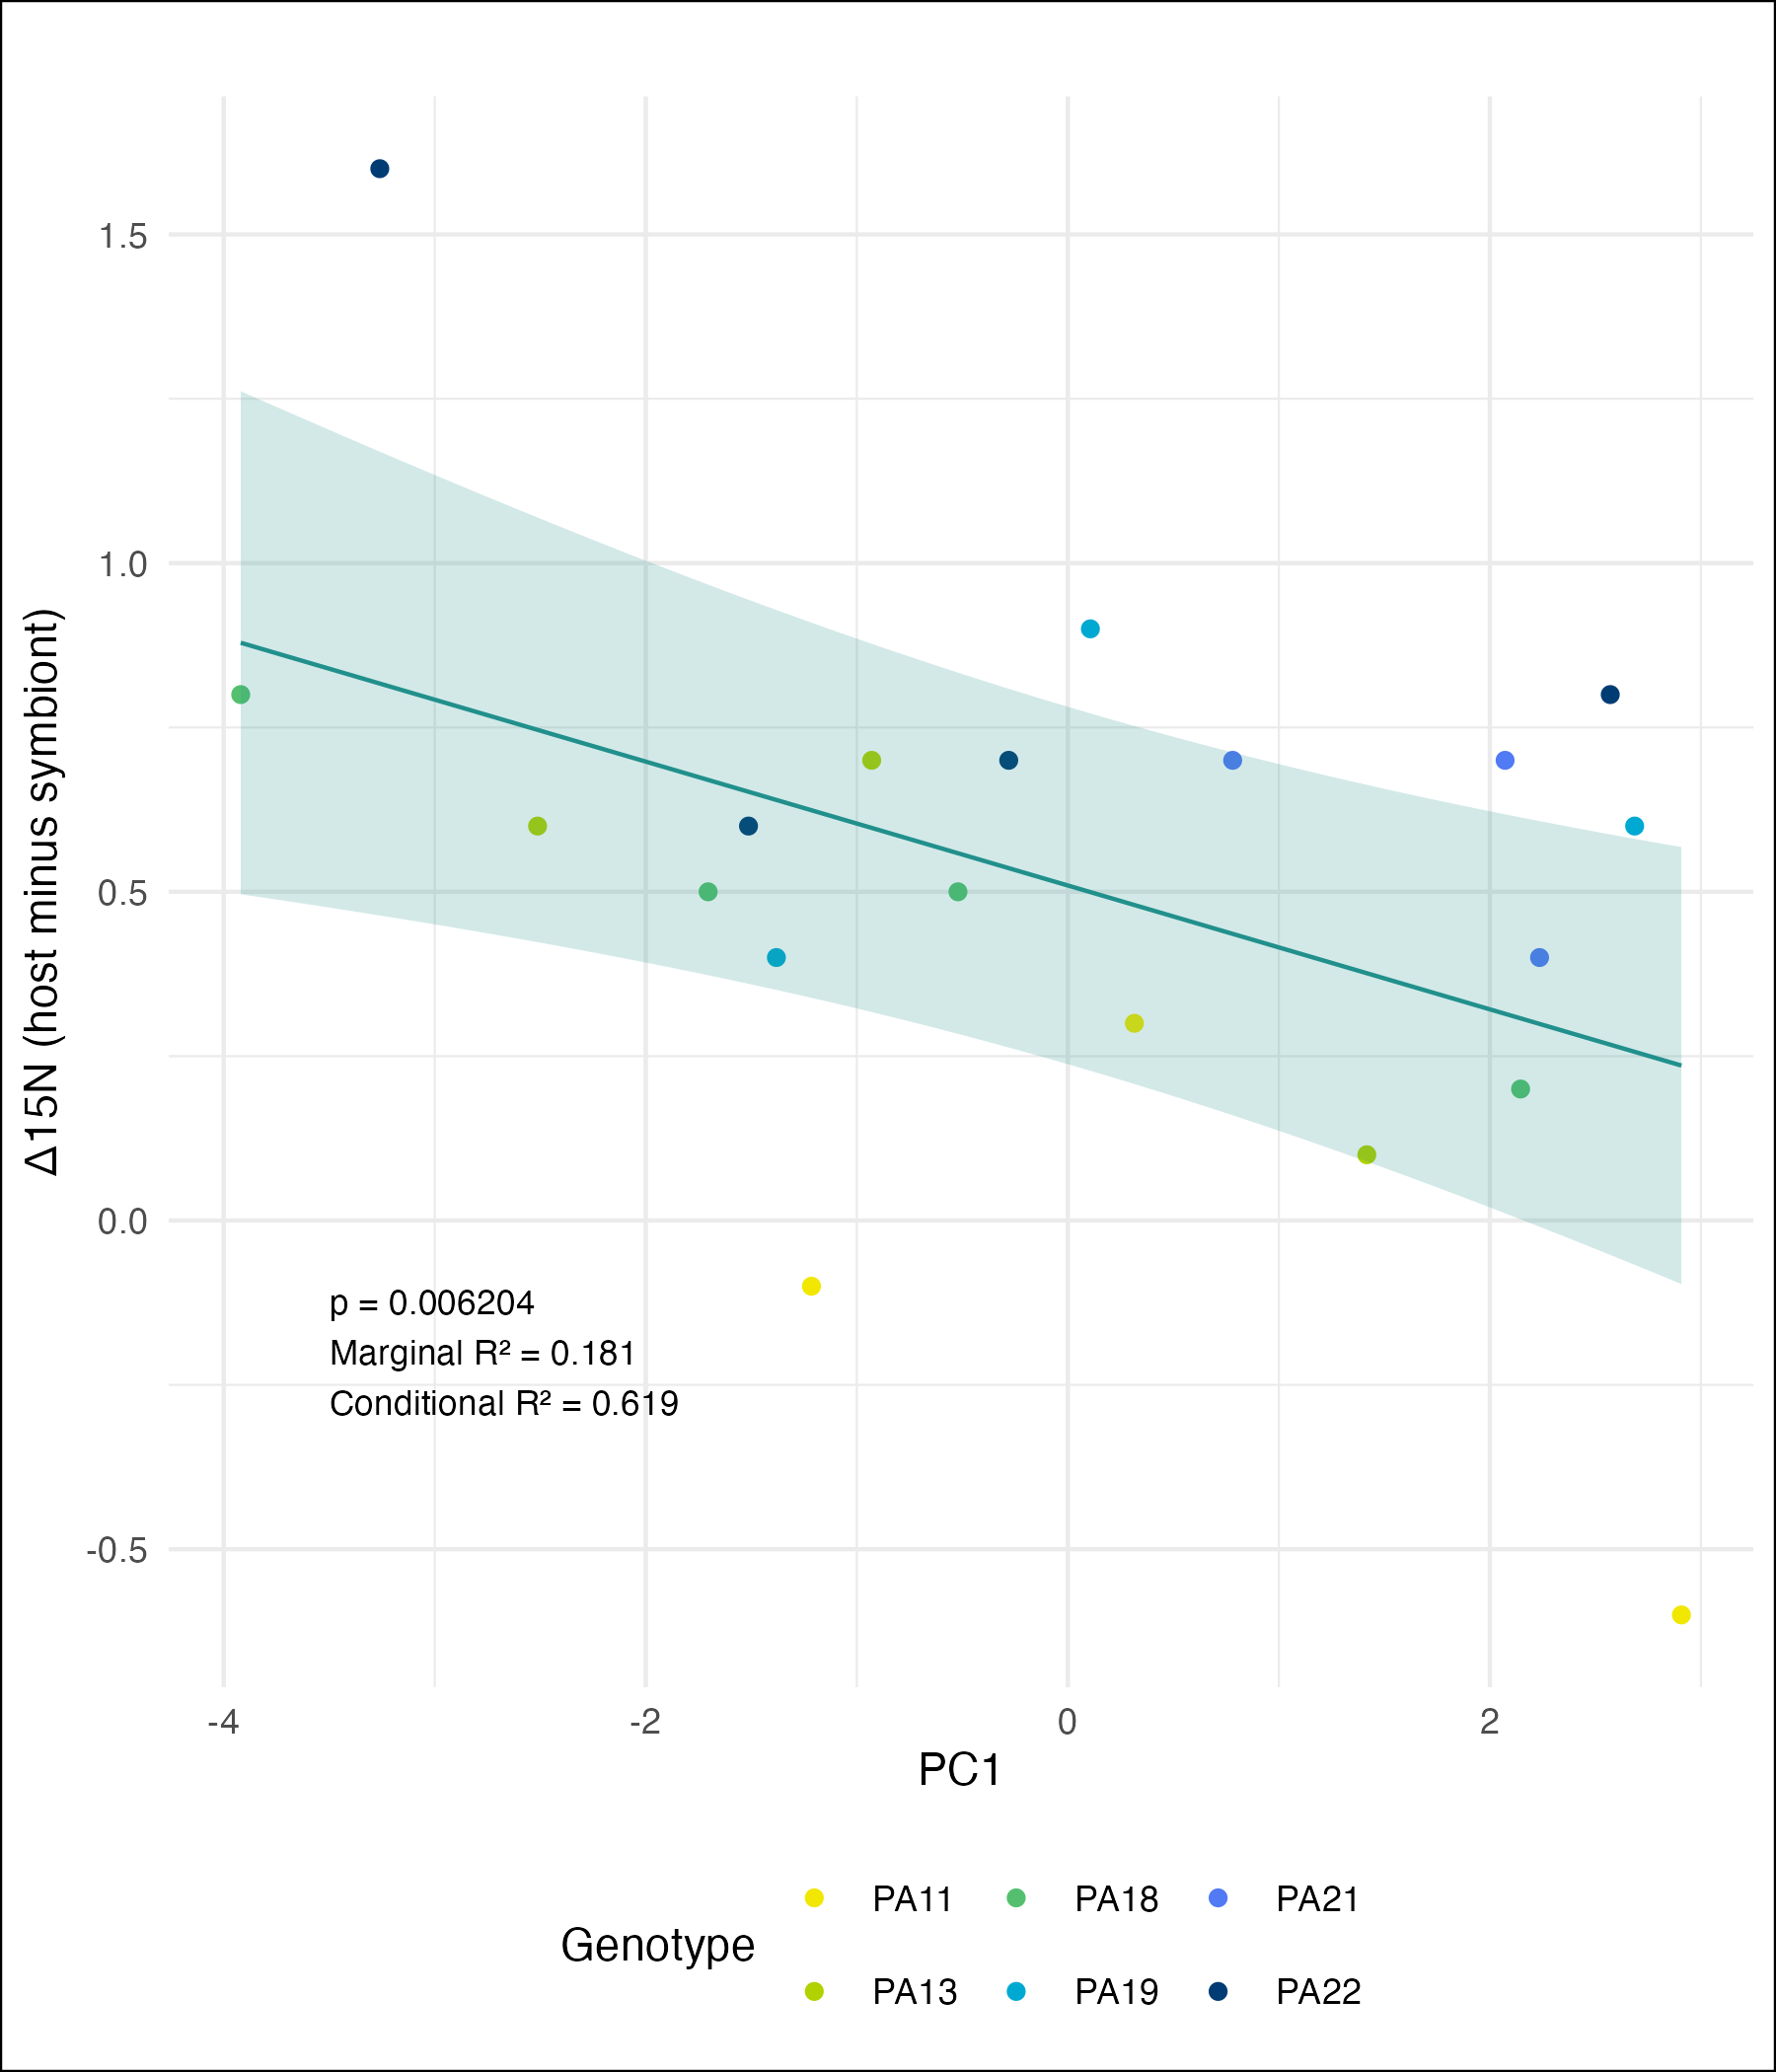 1.5
1.0
0.5
0.0
-0.5
Δ15N (host minus symbiont)
p = 0.006204
Marginal R² = 0.181
Conditional R² = 0.619
-4 -2 0 2
PC1
Genotype
PA11 PA18 PA21
PA13 PA19 PA22